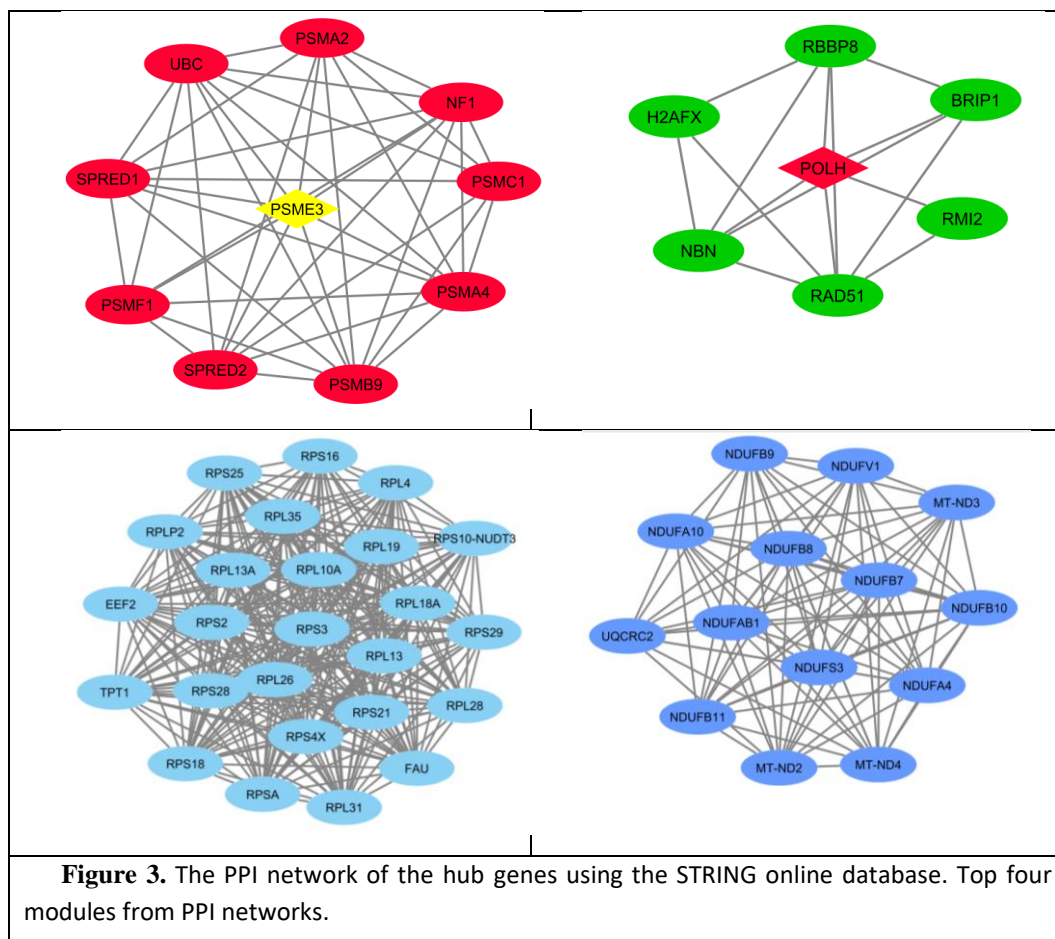 PSMA2
UBC
NF1
SPRED1
PSMC1
PSME3
PSMF1
PSMA4
SPRED2
PSMB9
RBBP8
BRIP1
H2AFX
POLH
RMI2
NBN
RAD51
RPS16
RPS25
RPL4
RPL35
RPLP2
RPL19
RPS10-NUDT3
RPL13A
RPL10A
EEF2
RPL18A
RPS2
RPS3
RPS29
RPL13
TPT1
RPS28
RPL26
RPS21
RPL28
RPS4X
RPS18
FAU
RPSA
RPL31
NDUFB9
NDUFV1
MT-ND3
NDUFA10
NDUFB8
NDUFB7
NDUFB10
NDUFAB1
UQCRC2
NDUFS3
NDUFA4
NDUFB11
MT-ND2
MT-ND4
Figure 3. The PPI network of the hub genes using the STRING online database. Top four
modules from PPI networks.